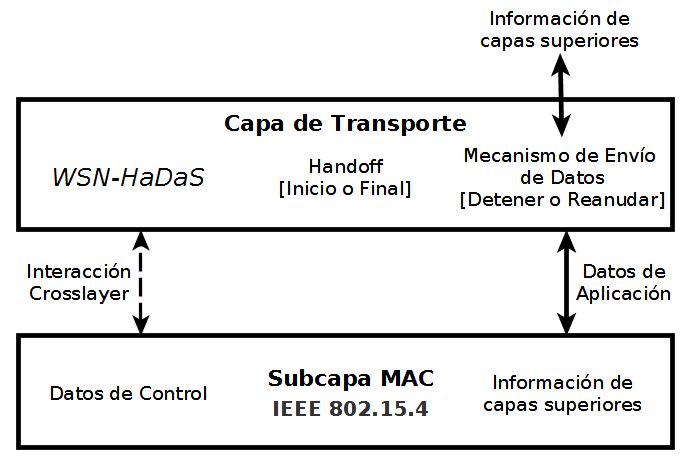 Información de
capas superiores
Capa de Transporte
WSN-HaDaS
Handoff
[Inicio o Final]
Mecanismo de Envío
de Datos
[Detener o Reanudar]
Interacción
Crosslayer
Datos de
Aplicación
Datos de Control
Subcapa MAC
IEEE 802.15.4
Información de
capas superiores